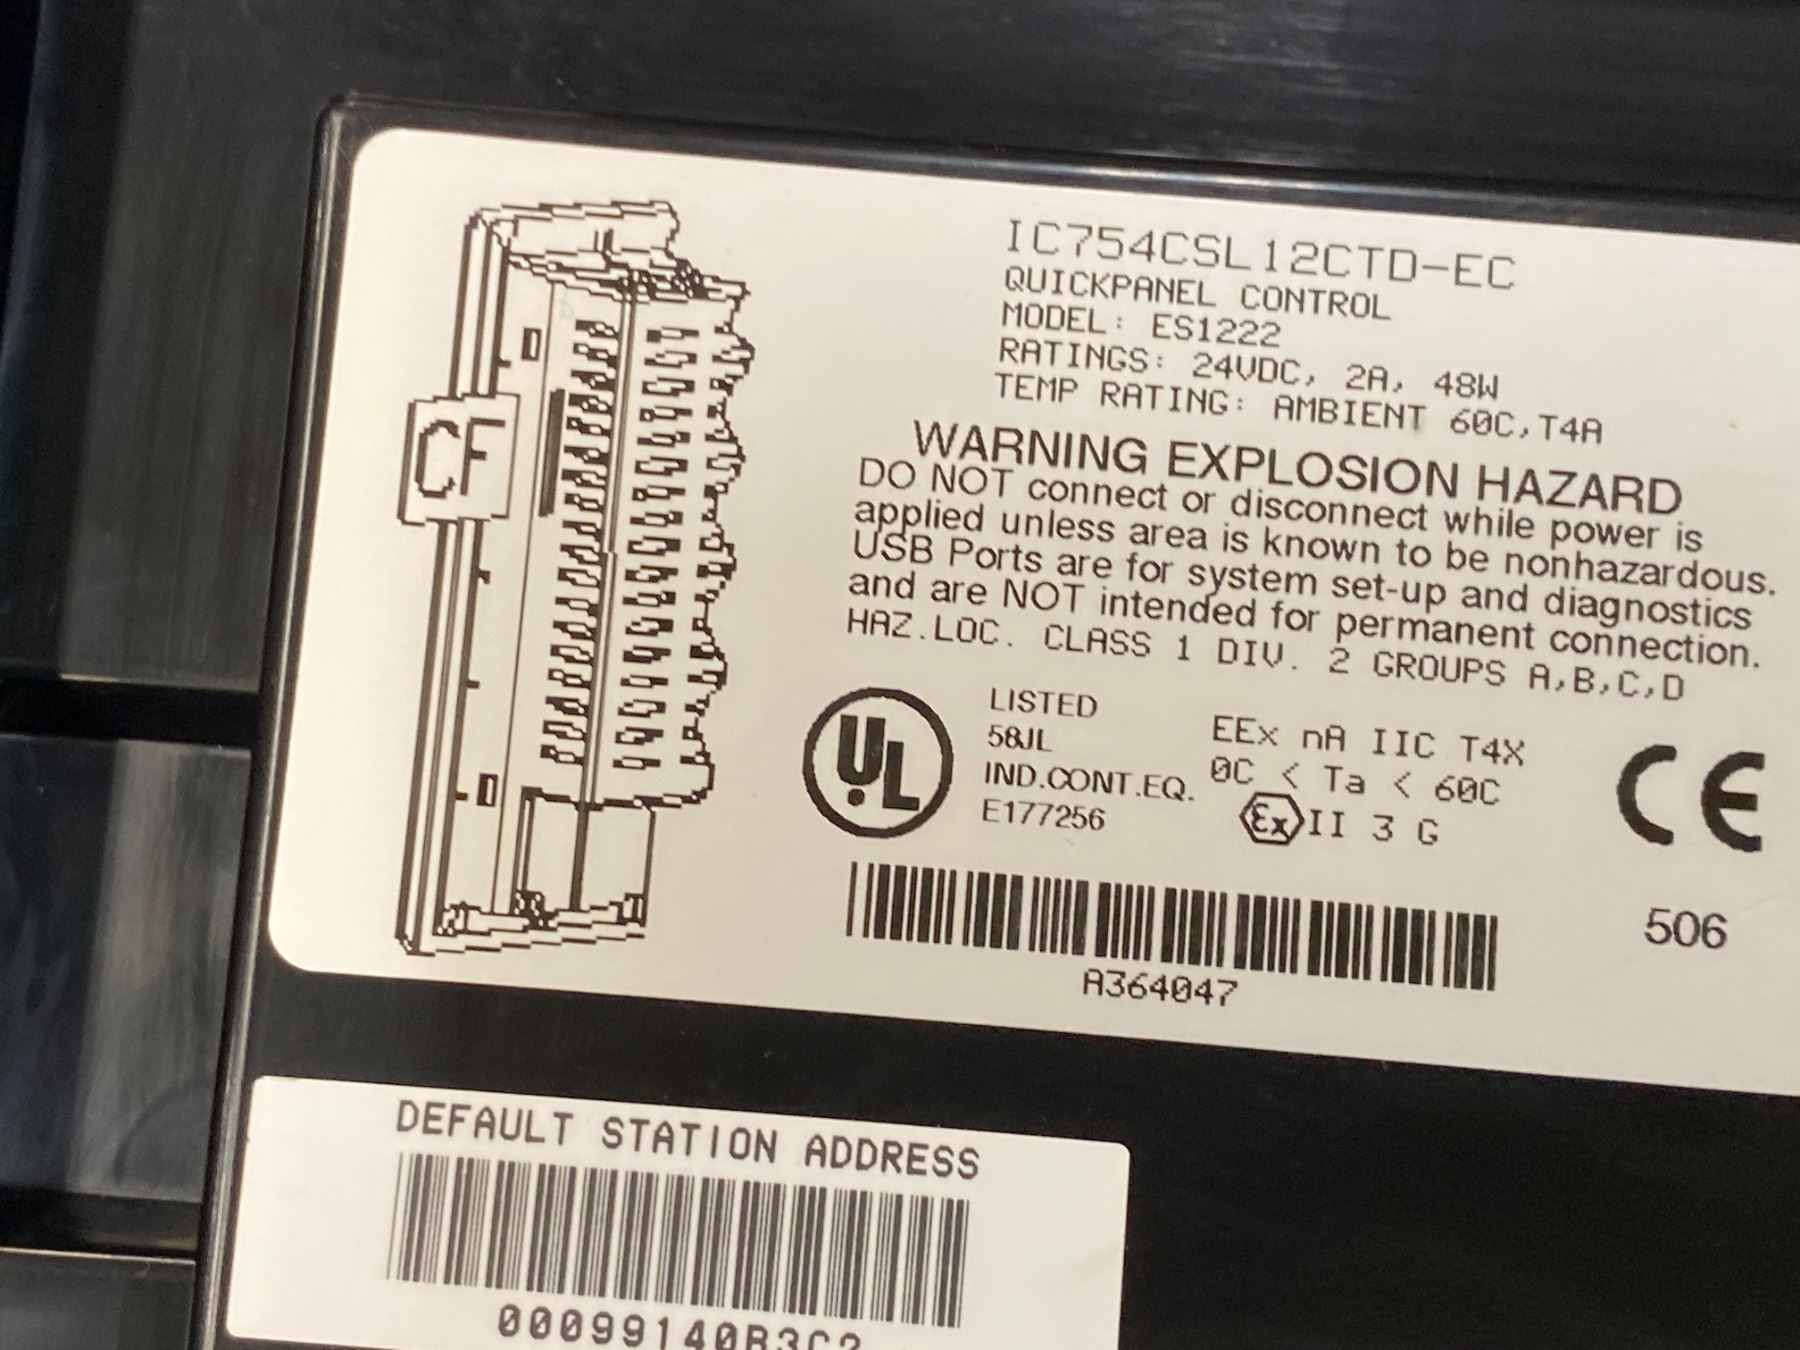 IC754CSL12CTD-EC
QUICKPANEL CONTROL
MODEL: ES1222
RATINGS: 24VDC, 2A, 48W
TEMP RATING: AMBIENT 60C,T4A
WARNING EXPLOSION HAZARD
DO NOT connect or disconnect while power is
applied unless area is known to be nonhazardous.
USB Ports are for system set-up and diagnostics
and are NOT intended for permanent connection.
HAZ.LOC. CLASS 1 DIV. 2 GROUPS A,B,C,D
CF
UL
LISTED
58JL
IND.CONT.EQ.
E177256
EEx nA IIC T4X
0C < Ta < 60C
Ex II 3 G
CE
506
A364047
DEFAULT STATION ADDRESS